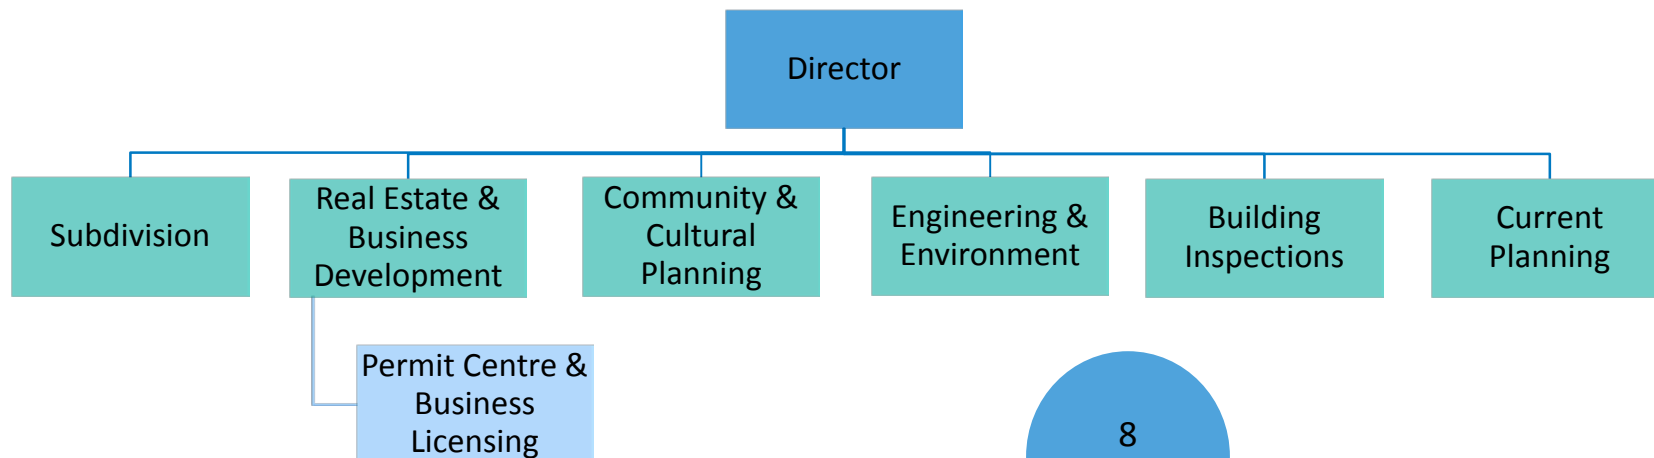 Director
Subdivision
Real Estate &
Business
Development
Community &
Cultural
Planning
Engineering &
Environment
Building
Inspections
Current
Planning
Permit Centre &
Business
Licensing
8